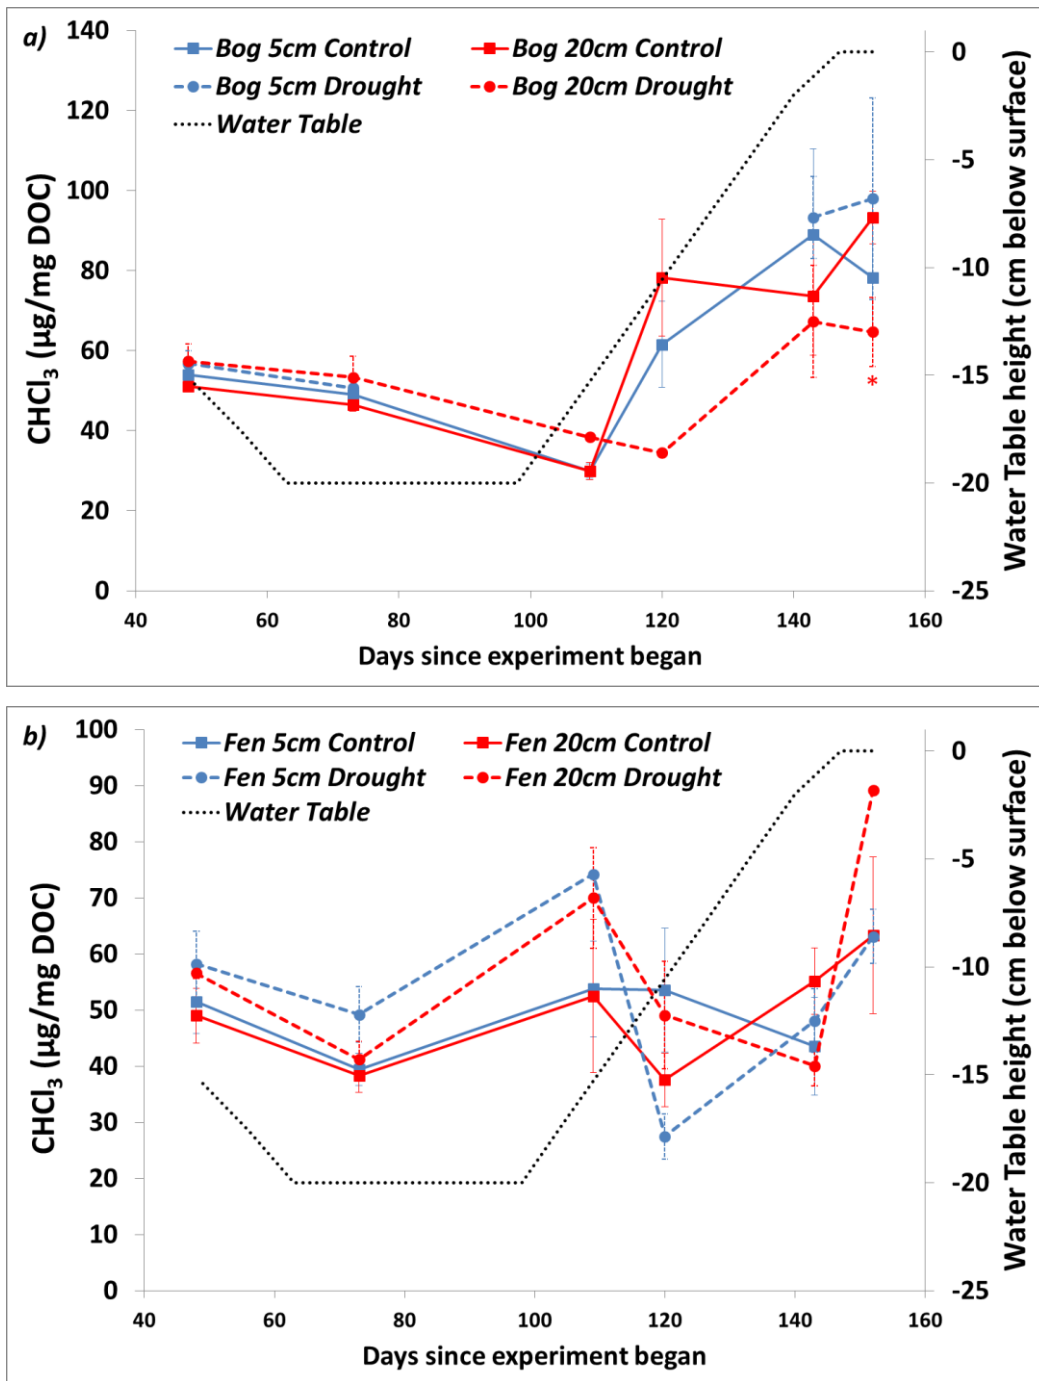 a)
Bog 5cm Control
Bog 20cm Control
Bog 5cm Drought
Bog 20cm Drought
Water Table
140
120
100
80
60
40
20
0
CHCl₃ (µg/mg DOC)
0
-5
-10
-15
-20
-25
Water Table height (cm below surface)
*
40 60 80 100 120 140 160
Days since experiment began
b)
Fen 5cm Control
Fen 20cm Control
Fen 5cm Drought
Fen 20cm Drought
Water Table
100
90
80
70
60
50
40
30
20
10
0
CHCl₃ (µg/mg DOC)
0
-5
-10
-15
-20
-25
Water Table height (cm below surface)
40 60 80 100 120 140 160
Days since experiment began